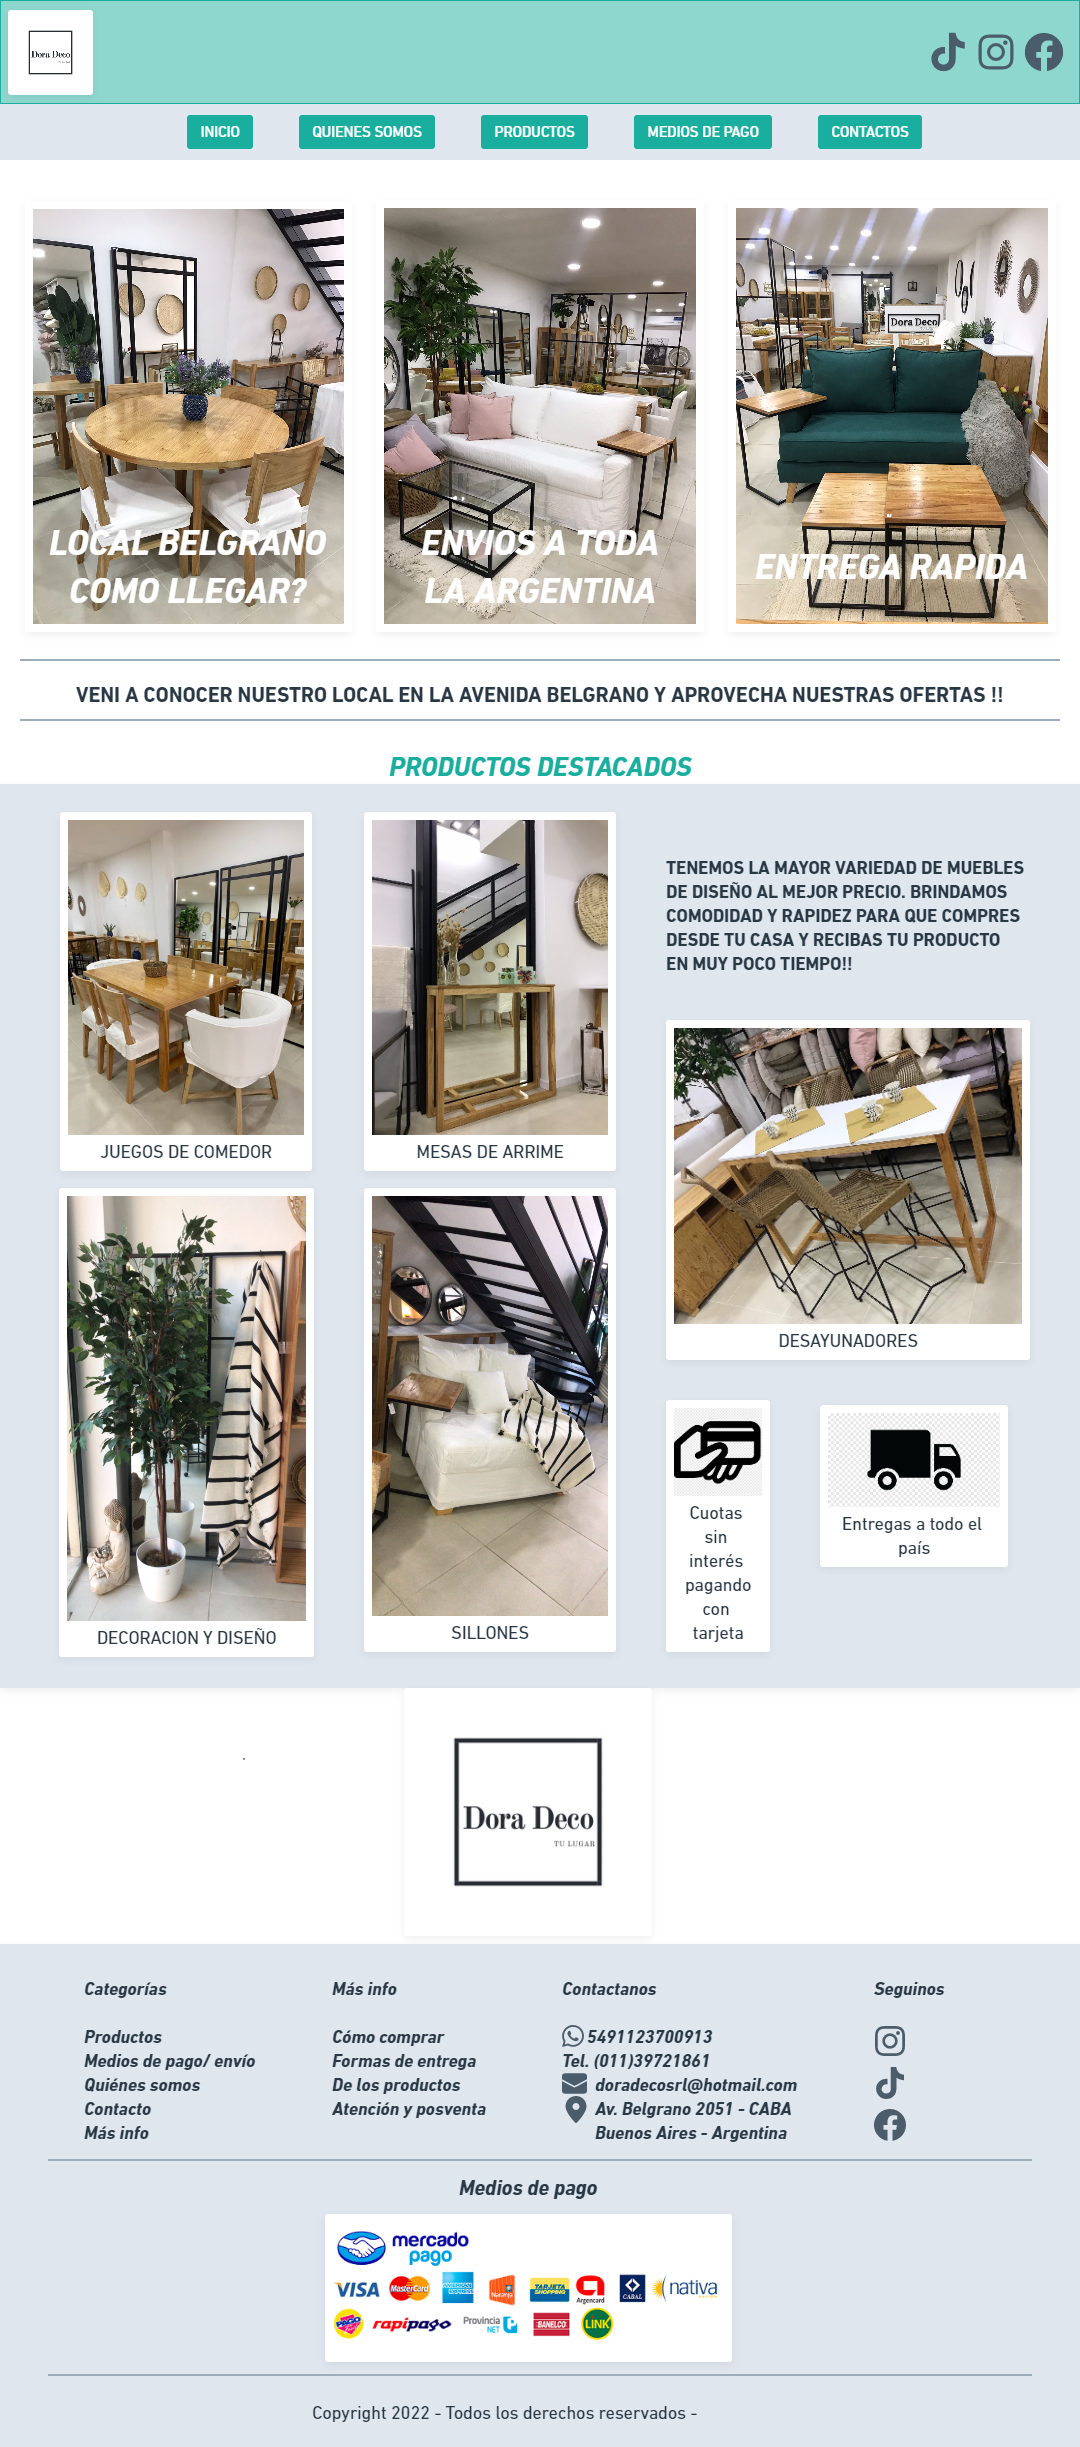 Dora Deco
INICIO
QUIENES SOMOS
PRODUCTOS
MEDIOS DE PAGO
CONTACTOS
Dora Deco
LOCAL BELGRANO
COMO LLEGAR?
ENVIOS A TODA
LA ARGENTINA
ENTREGA RAPIDA
VENI A CONOCER NUESTRO LOCAL EN LA AVENIDA BELGRANO Y APROVECHA NUESTRAS OFERTAS !!
PRODUCTOS DESTACADOS
TENEMOS LA MAYOR VARIEDAD DE MUEBLES
DE DISEÑO AL MEJOR PRECIO. BRINDAMOS
COMODIDAD Y RAPIDEZ PARA QUE COMPRES
DESDE TU CASA Y RECIBAS TU PRODUCTO
EN MUY POCO TIEMPO!!
JUEGOS DE COMEDOR
MESAS DE ARRIME
DESAYUNADORES
DECORACION Y DISEÑO
SILLONES
Cuotas
sin
interés
pagando
con
tarjeta
Entregas a todo el
país
.
Dora Deco
TU LUGAR
Categorías
Productos
Medios de pago/ envío
Quiénes somos
Contacto
Más info
Más info
Cómo comprar
Formas de entrega
De los productos
Atención y posventa
Contactanos
5491123700913
Tel. (011)39721861
doradecosrl@hotmail.com
Av. Belgrano 2051 - CABA
Buenos Aires - Argentina
Seguinos
Medios de pago
mercado
pago
VISA
MasterCard
AMERICAN EXPRESS
Naranja
TARJETA SHOPPING
Argencard
CABAL
nativa
PAGO
rapipago
Provincia NET
BANELCO
LINK
Copyright 2022 - Todos los derechos reservados -